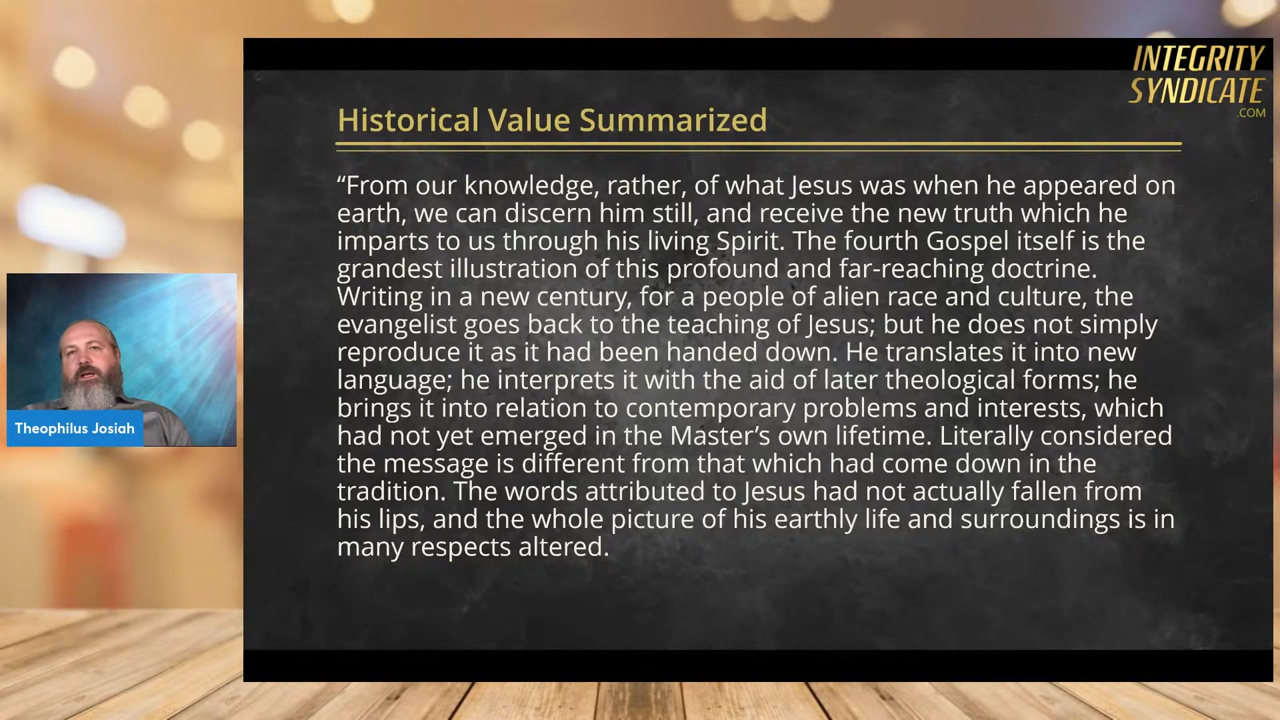 INTEGRITY
SYNDICATE
.COM
Historical Value Summarized
“From our knowledge, rather, of what Jesus was when he appeared on
earth, we can discern him still, and receive the new truth which he
imparts to us through his living Spirit. The fourth Gospel itself is the
grandest illustration of this profound and far-reaching doctrine.
Writing in a new century, for a people of alien race and culture, the
evangelist goes back to the teaching of Jesus; but he does not simply
reproduce it as it had been handed down. He translates it into new
language; he interprets it with the aid of later theological forms; he
brings it into relation to contemporary problems and interests, which
had not yet emerged in the Master’s own lifetime. Literally considered
the message is different from that which had come down in the
tradition. The words attributed to Jesus had not actually fallen from
his lips, and the whole picture of his earthly life and surroundings is in
many respects altered.
Theophilus Josiah